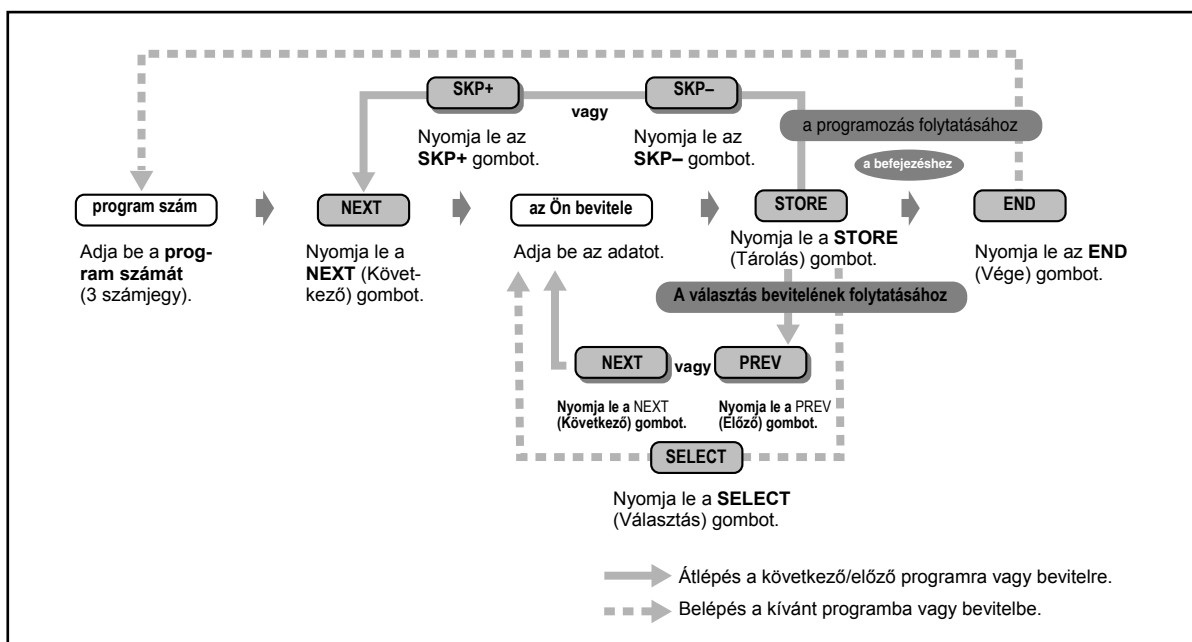 SKP+
vagy
SKP–
Nyomja le az
SKP+ gombot.
Nyomja le az
SKP– gombot.
a programozás folytatásához
a befejezéshez
program szám
NEXT
az Ön bevitele
STORE
END
Adja be a prog-
ram számát
(3 számjegy).
Nyomja le a
NEXT (Követ-
kező) gombot.
Adja be az adatot.
Nyomja le a STORE
(Tárolás) gombot.
Nyomja le az END
(Vége) gombot.
A választás bevitelének folytatásához
NEXT
vagy
PREV
Nyomja le a NEXT
(Következő) gombot.
Nyomja le a PREV
(Előző) gombot.
SELECT
Nyomja le a SELECT
(Választás) gombot.
Átlépés a következő/előző programra vagy bevitelre.
Belépés a kívánt programba vagy bevitelbe.